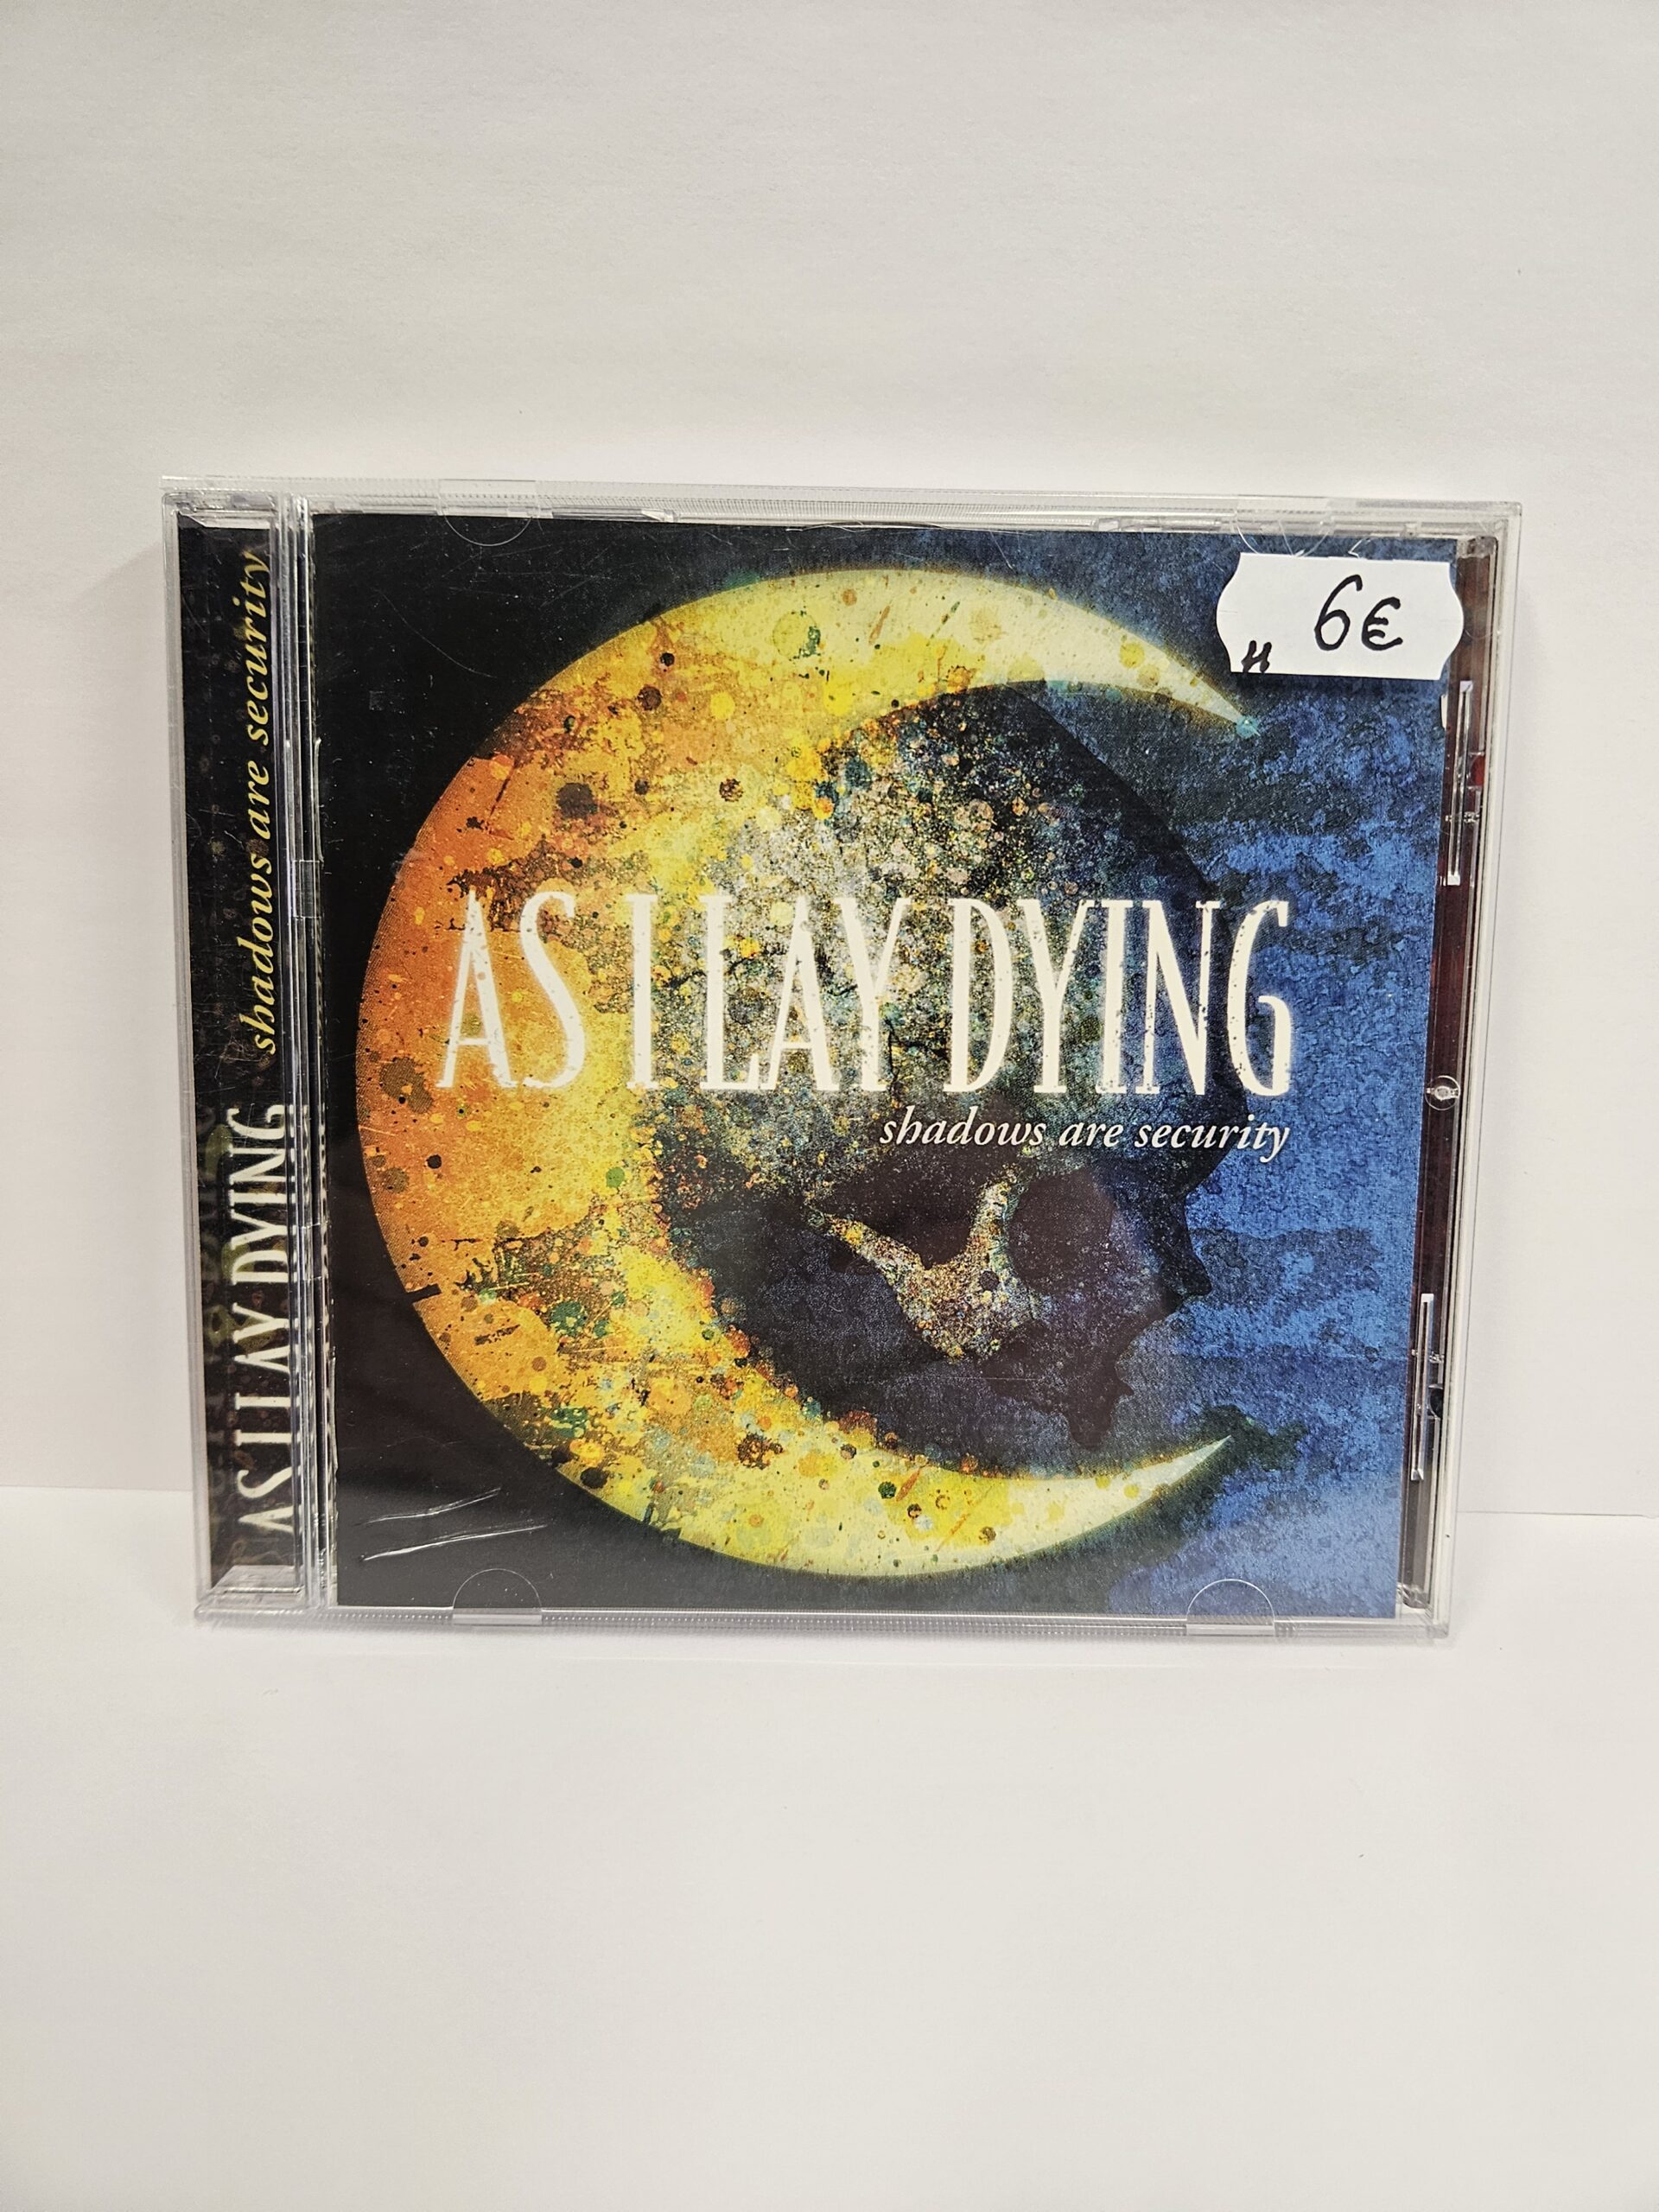 shadows are security
AS I LAY DYING
6€
H
AS I LAY DYING
shadows are security